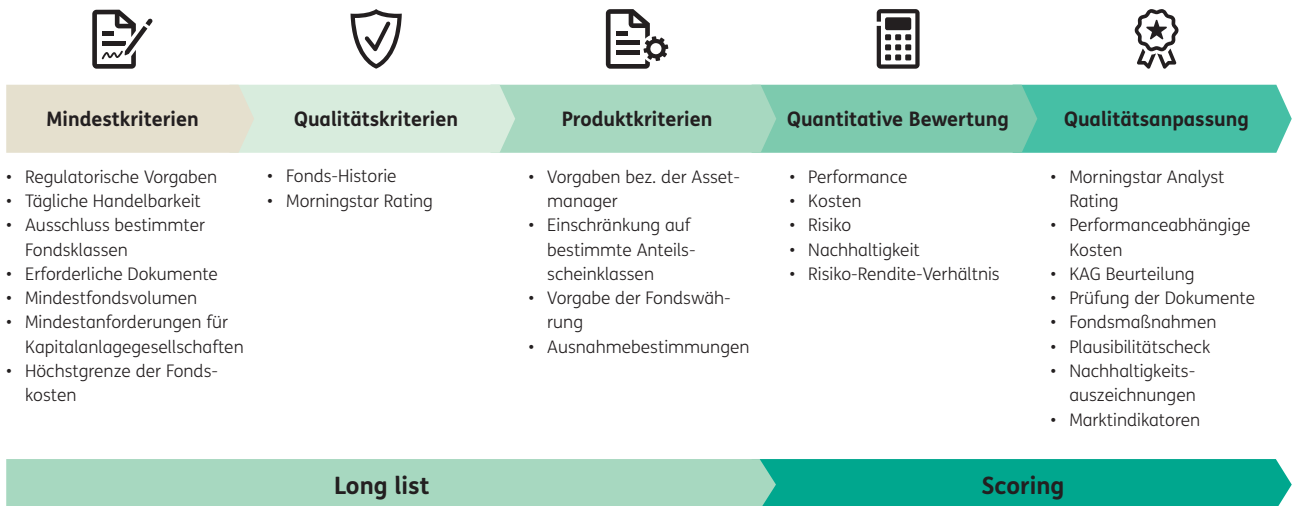 Mindestkriterien
Qualitätskriterien
Produktkriterien
Quantitative Bewertung
Qualitätsanpassung
• Regulatorische Vorgaben
• Tägliche Handelbarkeit
• Ausschluss bestimmter
Fondsklassen
• Erforderliche Dokumente
• Mindestfondsvolumen
• Mindestanforderungen für
Kapitalanlagegesellschaften
• Höchstgrenze der Fonds-
kosten
• Fonds-Historie
• Morningstar Rating
• Vorgaben bez. der Asset-
manager
• Einschränkung auf
bestimmte Anteils-
scheinklassen
• Vorgabe der Fondswäh-
rung
• Ausnahmebestimmungen
• Performance
• Kosten
• Risiko
• Nachhaltigkeit
• Risiko-Rendite-Verhältnis
• Morningstar Analyst
Rating
• Performanceabhängige
Kosten
• KAG Beurteilung
• Prüfung der Dokumente
• Fondsmaßnahmen
• Plausibilitätscheck
• Nachhaltigkeits-
auszeichnungen
• Marktindikatoren
Long list
Scoring